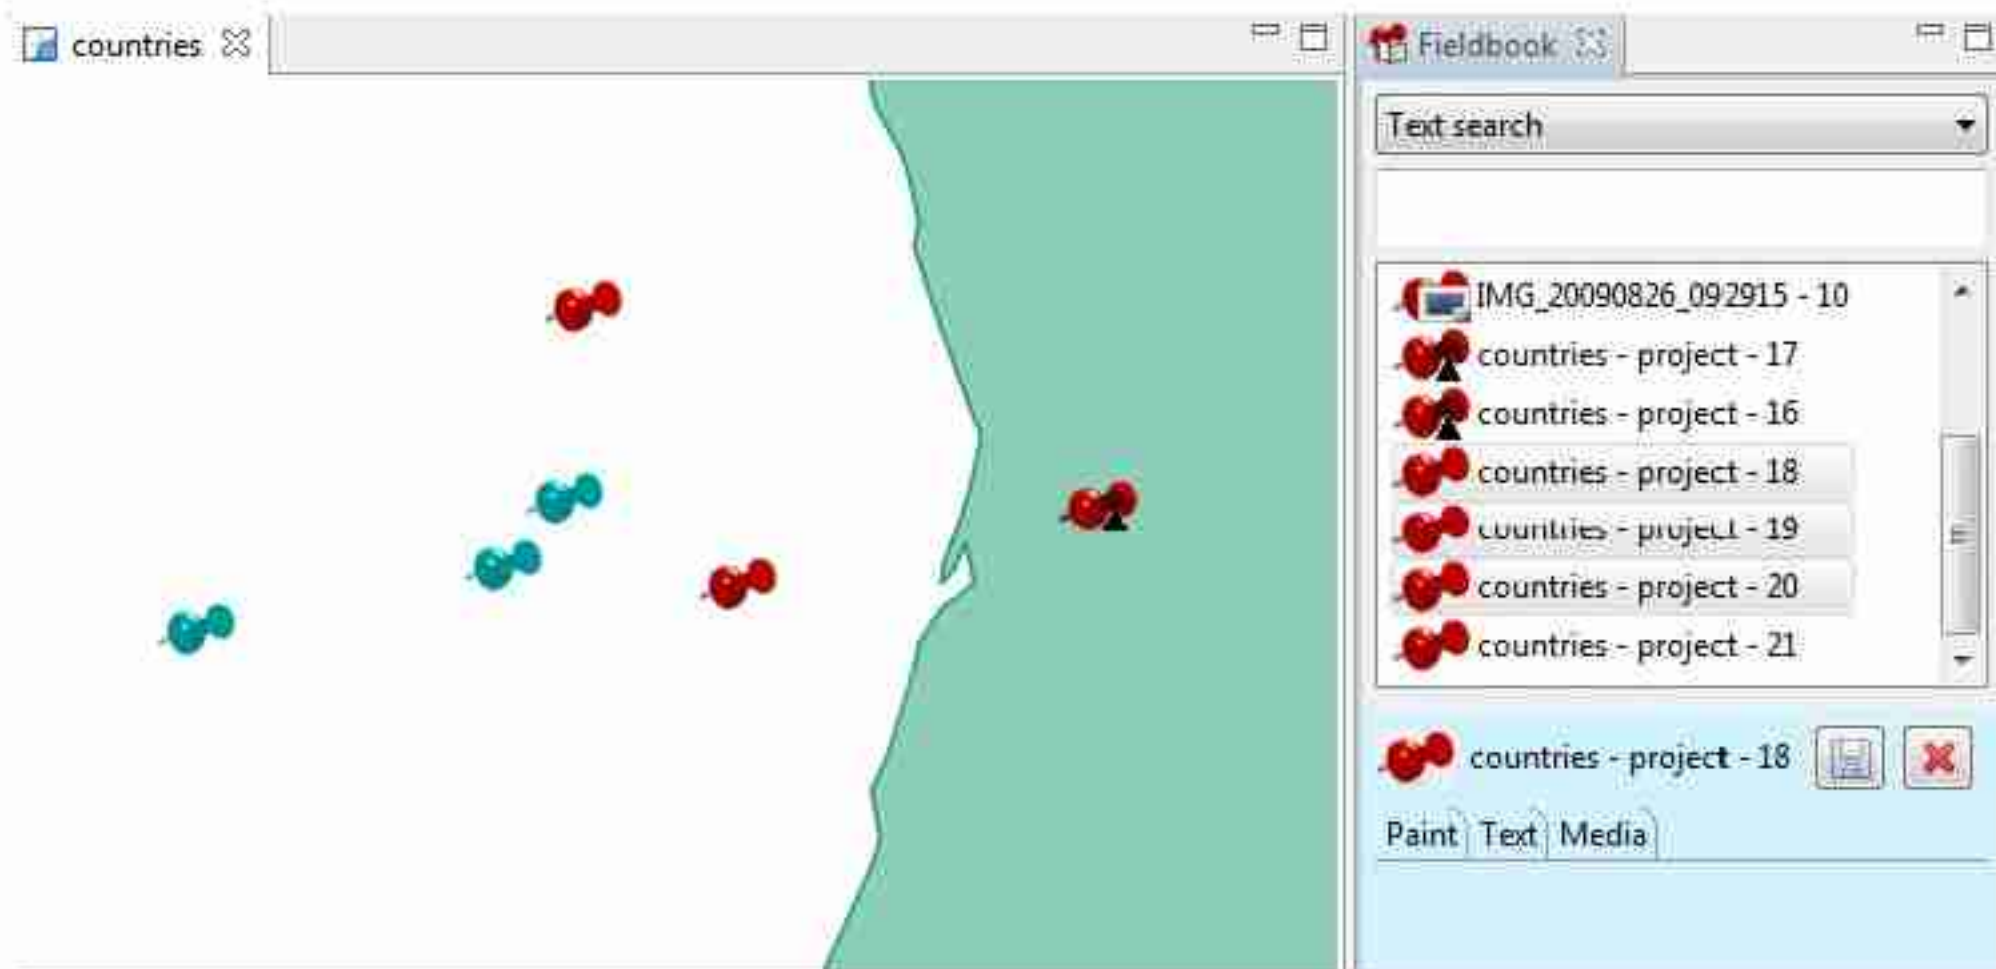 countries
Fieldbook
Text search
IMG_20090826_092915 - 10
countries - project - 17
countries - project - 16
countries - project - 18
countries - project - 19
countries - project - 20
countries - project - 21
countries - project - 18
Paint Text Media